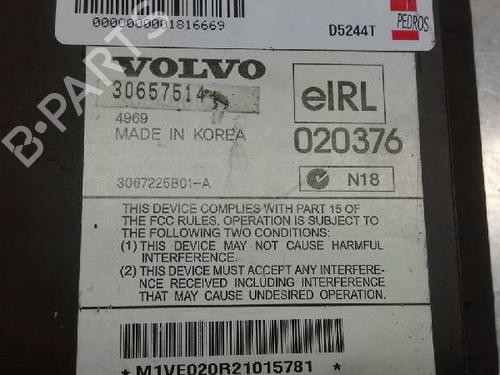 0000000001816669
D5244T
PEDROS
B-PARTS
VOLVO
30657514
4969
MADE IN KOREA
3067225B01-A
eIRL
020376
N18
THIS DEVICE COMPLIES WITH PART 15 OF
THE FCC RULES. OPERATION IS SUBJECT TO
THE FOLLOWING TWO CONDITIONS:
(1) THIS DEVICE MAY NOT CAUSE HARMFUL
INTERFERENCE.
(2) THIS DEVICE MUST ACCEPT ANY INTERFERE-
NCE RECEIVED INCLUDING INTERFERENCE
THAT MAY CAUSE UNDESIRED OPERATION.
* M1VE020R21015781 *